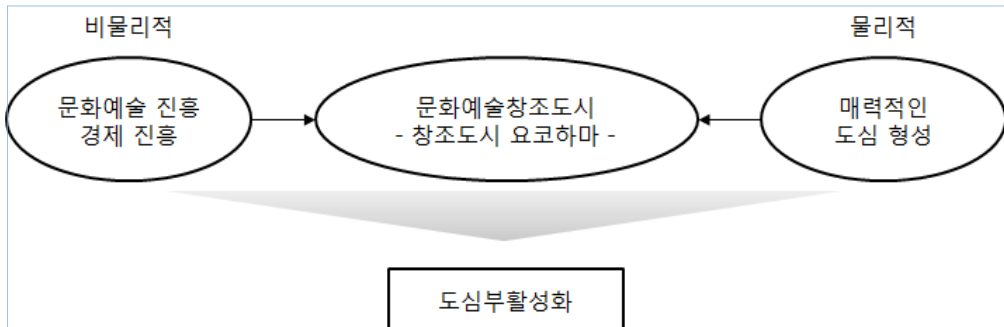 비물리적
물리적
문화예술 진흥
경제 진흥
문화예술창조도시
- 창조도시 요코하마 -
매력적인
도심 형성
도심부활성화